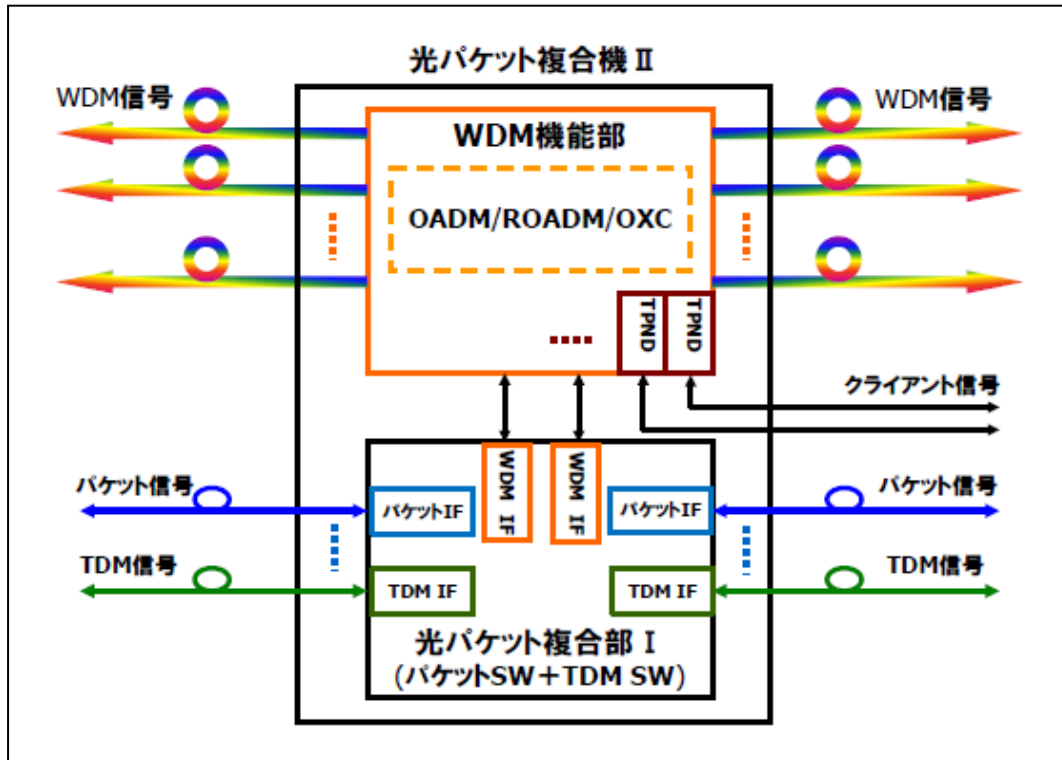 光パケット複合機Ⅱ
WDM信号
WDM信号
WDM機能部
OADM/ROADM/OXC
TPND
TPND
クライアント信号
WDM IF
WDM IF
パケット信号
パケットIF
パケットIF
パケット信号
TDM信号
TDM IF
TDM IF
TDM信号
光パケット複合部Ⅰ
(パケットSW+TDM SW)